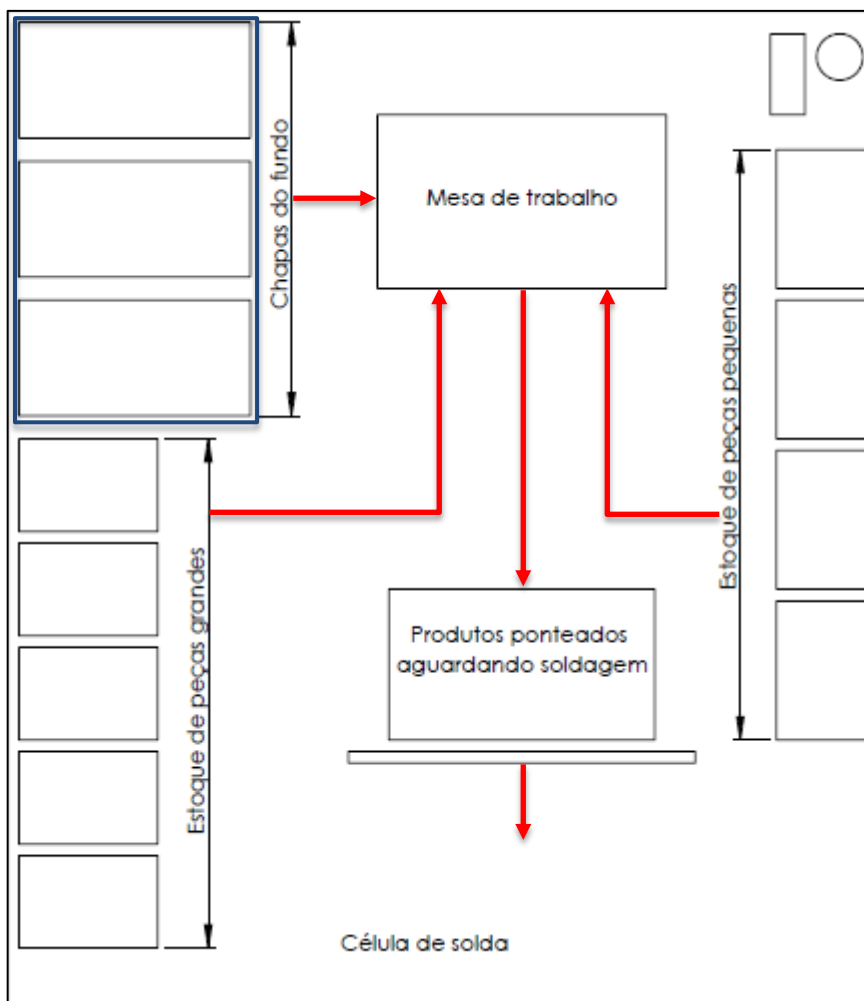 Chapas do fundo
Mesa de trabalho
Estoque de peças pequenas
Estoque de peças grandes
Produtos ponteados
aguardando soldagem
Célula de solda